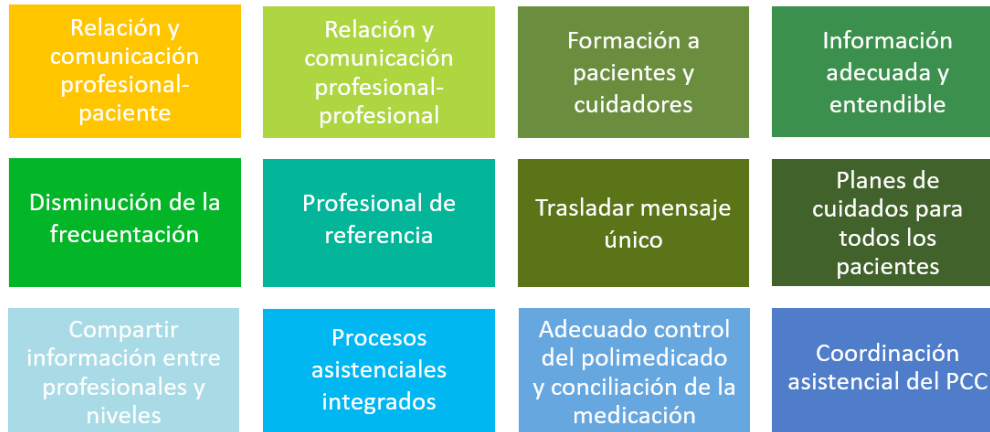 Relación y
comunicación
profesional-
paciente
Relación y
comunicación
profesional-
profesional
Formación a
pacientes y
cuidadores
Información
adecuada y
entendible
Disminución de la
frecuentación
Profesional de
referencia
Trasladar mensaje
único
Planes de
cuidados para
todos los
pacientes
Compartir
información entre
profesionales y
niveles
Procesos
asistenciales
integrados
Adecuado control
del polimedicado
y conciliación de la
medicación
Coordinación
asistencial del PCC